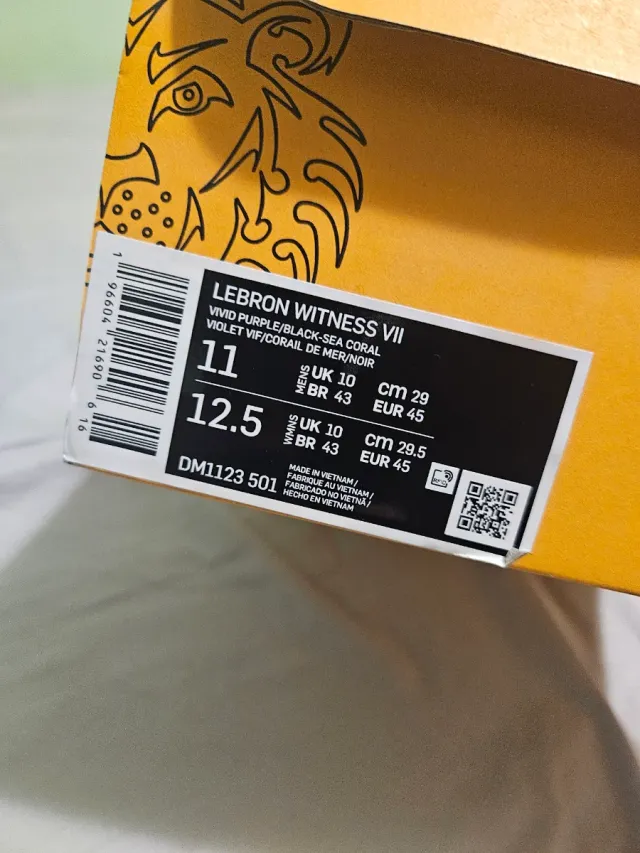 LEBRON WITNESS VII
VIVID PURPLE/BLACK-SEA CORAL
VIOLET VIF/CORAIL DE MER/NOIR
11
MENS
UK 10
BR 43
cm 29
EUR 45
12.5
WMNS
UK 10
BR 43
cm 29.5
EUR 45
DM1123 501
MADE IN VIETNAM/
FABRIQUE AU VIETNAM/
FABRICADO NO VIETNÃ/
HECHO EN VIETNAM
RFID
1 96604 21690 6 16